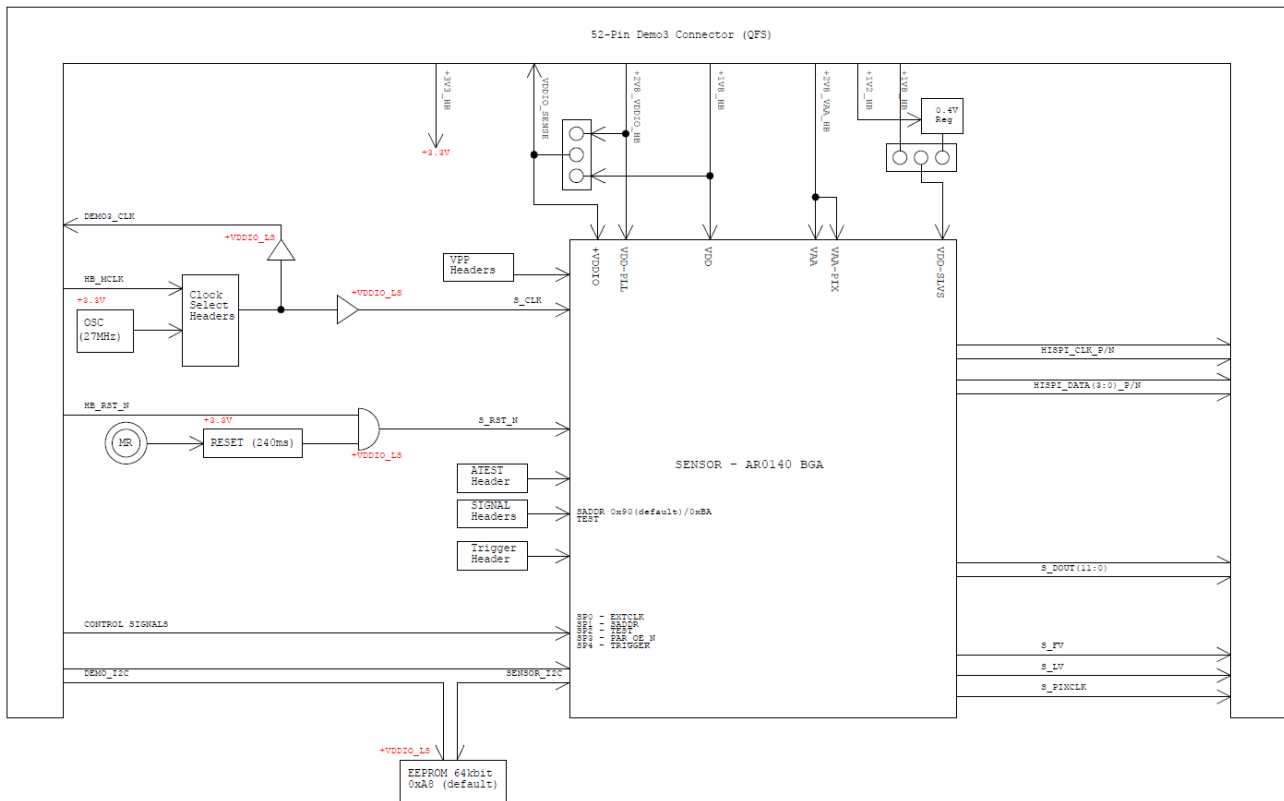 52-Pin Demo3 Connector (QFS)
+3V3_HB
VDDIO_SENSE
+2V8_VDDIO_HB
+1V8_HB
+2V8_VAA_HB
+1V2_HB
+1V8_HB
0.4V
Reg
+3.3V
DEMO3_CLK
+VDDIO_LS
HB_MCLK
+3.3V
OSC
(27MHz)
Clock
Select
Headers
+VDDIO_LS
S_CLK
VPP
Headers
+VDDIO
VDD-PLL
VDD
VAA
VAA-PIX
VDD-SLVS
HISPI_CLK_P/N
HISPI_DATA(3:0)_P/N
HB_RST_N
+3.3V
MR
RESET (240ms)
+VDDIO_LS
S_RST_N
SENSOR - AR0140 BGA
ATEST
Header
SIGNAL
Headers
SADDR 0x90(default)/0xBA
TEST
Trigger
Header
S_DOUT(11:0)
CONTROL SIGNALS
SP0 - EXTCLK
SP1 - SADDR
SP2 - TEST
SP3 - PAR_OE_N
SP4 - TRIGGER
S_FV
S_LV
S_PIXCLK
DEMO_I2C
SENSOR_I2C
+VDDIO_LS
EEPROM 64kbit
0xA8 (default)